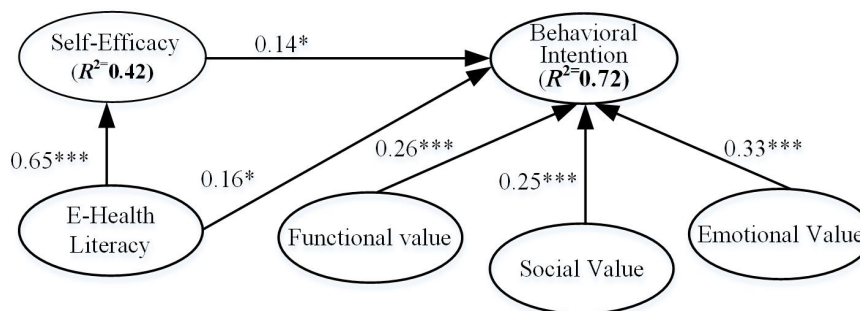 Self-Efficacy
(R²⁼0.42)
0.14*
Behavioral
Intention
(R²⁼0.72)
0.65***
0.16*
0.26***
0.25***
0.33***
E-Health
Literacy
Functional value
Social Value
Emotional Value